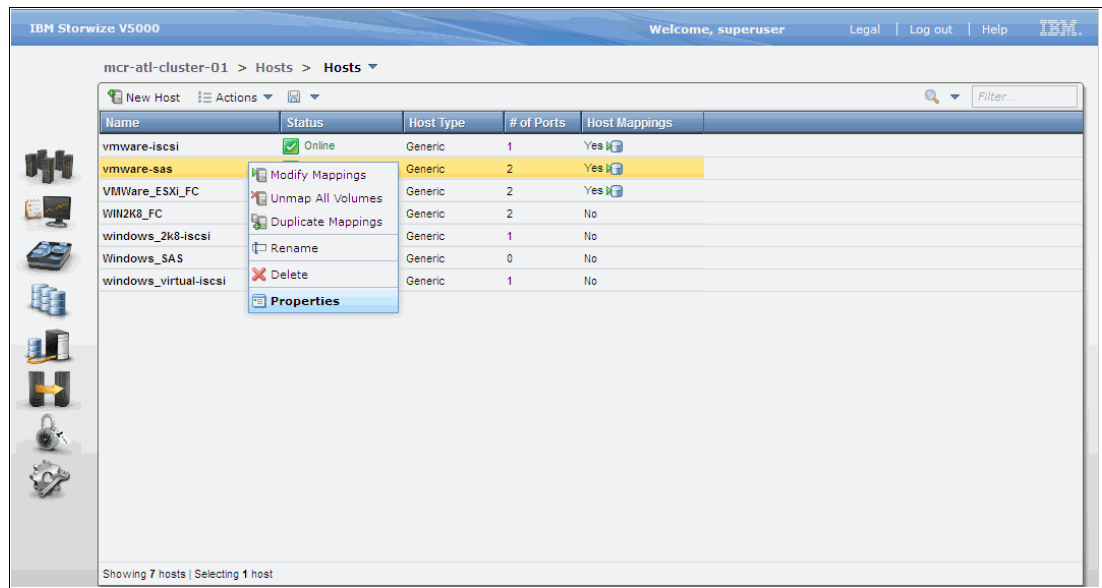 IBM Storwize V5000 Welcome, superuser Legal | Log out | Help IBM.
mcr-atl-cluster-01 > Hosts > Hosts
New Host Actions Filter...
Name Status Host Type # of Ports Host Mappings
vmware-iscsi Online Generic 1 Yes
vmware-sas Generic 2 Yes
VMWare_ESXi_FC Generic 2 Yes
WIN2K8_FC Generic 2 No
windows_2k8-iscsi Generic 1 No
Windows_SAS Generic 0 No
windows_virtual-iscsi Generic 1 No
Modify Mappings
Unmap All Volumes
Duplicate Mappings
Rename
Delete
Properties
Showing 7 hosts | Selecting 1 host